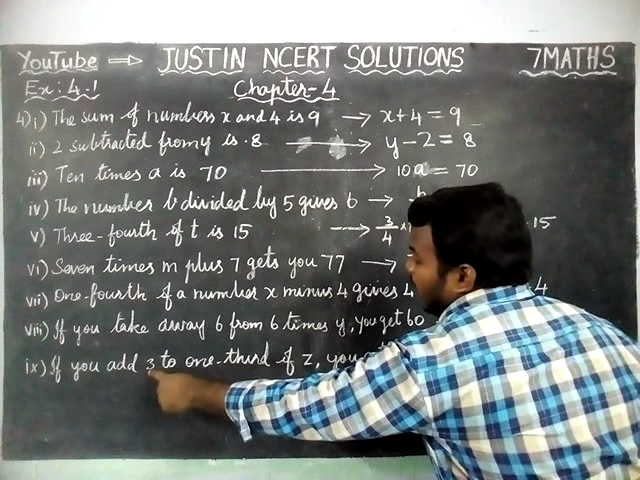 YouTube ⇒ JUSTIN NCERT SOLUTIONS 7MATHS
Ex: 4.1 Chapter-4
4) i) The sum of numbers x and 4 is 9 → x+4 = 9
ii) 2 subtracted from y is 8 → y-2 = 8
iii) Ten times a is 70 → 10a = 70
iv) The number b divided by 5 gives 6 → b
v) Three-fourth of t is 15 → 3/4 15
vi) Seven times m plus 7 gets you 77 →
vii) One-fourth of a number x minus 4 gives 4 4
viii) If you take away 6 from 6 times y, you get 60
ix) If you add 3 to one-third of z, you